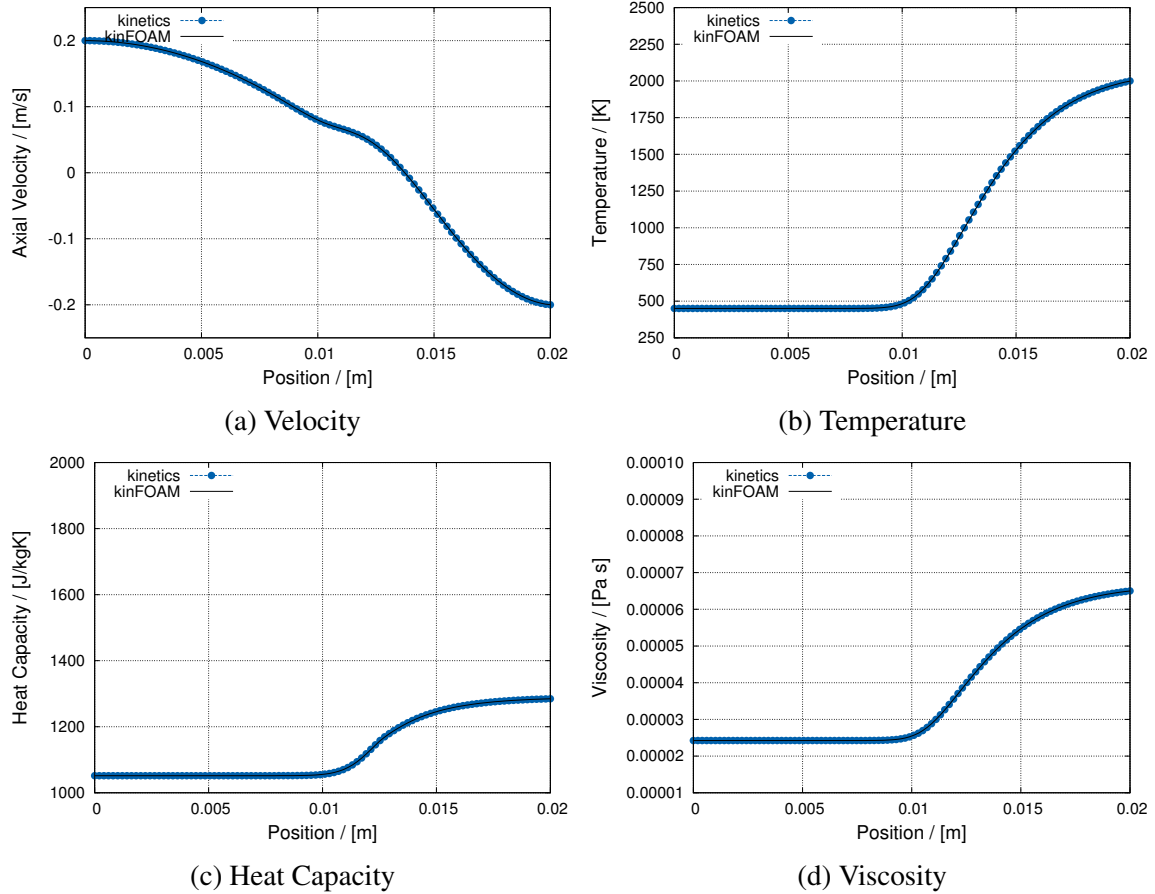 kinetics
kinFOAM
0.2
0.1
0
-0.1
-0.2
Axial Velocity / [m/s]
0 0.005 0.01 0.015 0.02
Position / [m]
(a) Velocity
kinetics
kinFOAM
2500
2250
2000
1750
1500
1250
1000
750
500
250
Temperature / [K]
0 0.005 0.01 0.015 0.02
Position / [m]
(b) Temperature
kinetics
kinFOAM
2000
1800
1600
1400
1200
1000
Heat Capacity / [J/kgK]
0 0.005 0.01 0.015 0.02
Position / [m]
(c) Heat Capacity
kinetics
kinFOAM
0.00010
0.00009
0.00008
0.00007
0.00006
0.00005
0.00004
0.00003
0.00002
0.00001
Viscosity / [Pa s]
0 0.005 0.01 0.015 0.02
Position / [m]
(d) Viscosity